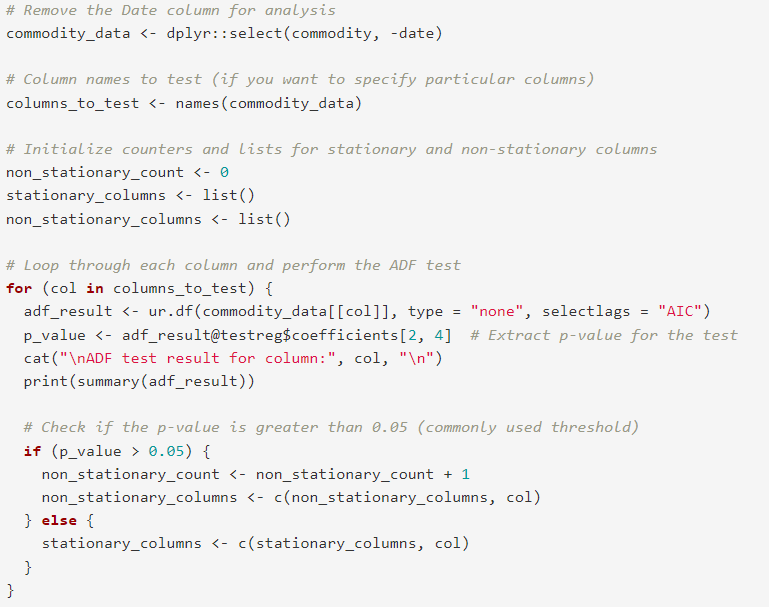 # Remove the Date column for analysis
commodity_data <- dplyr::select(commodity, -date)

# Column names to test (if you want to specify particular columns)
columns_to_test <- names(commodity_data)

# Initialize counters and lists for stationary and non-stationary columns
non_stationary_count <- 0
stationary_columns <- list()
non_stationary_columns <- list()

# Loop through each column and perform the ADF test
for (col in columns_to_test) {
  adf_result <- ur.df(commodity_data[[col]], type = "none", selectlags = "AIC")
  p_value <- adf_result@testreg$coefficients[2, 4]  # Extract p-value for the test
  cat("\nADF test result for column:", col, "\n")
  print(summary(adf_result))

  # Check if the p-value is greater than 0.05 (commonly used threshold)
  if (p_value > 0.05) {
    non_stationary_count <- non_stationary_count + 1
    non_stationary_columns <- c(non_stationary_columns, col)
  } else {
    stationary_columns <- c(stationary_columns, col)
  }
}